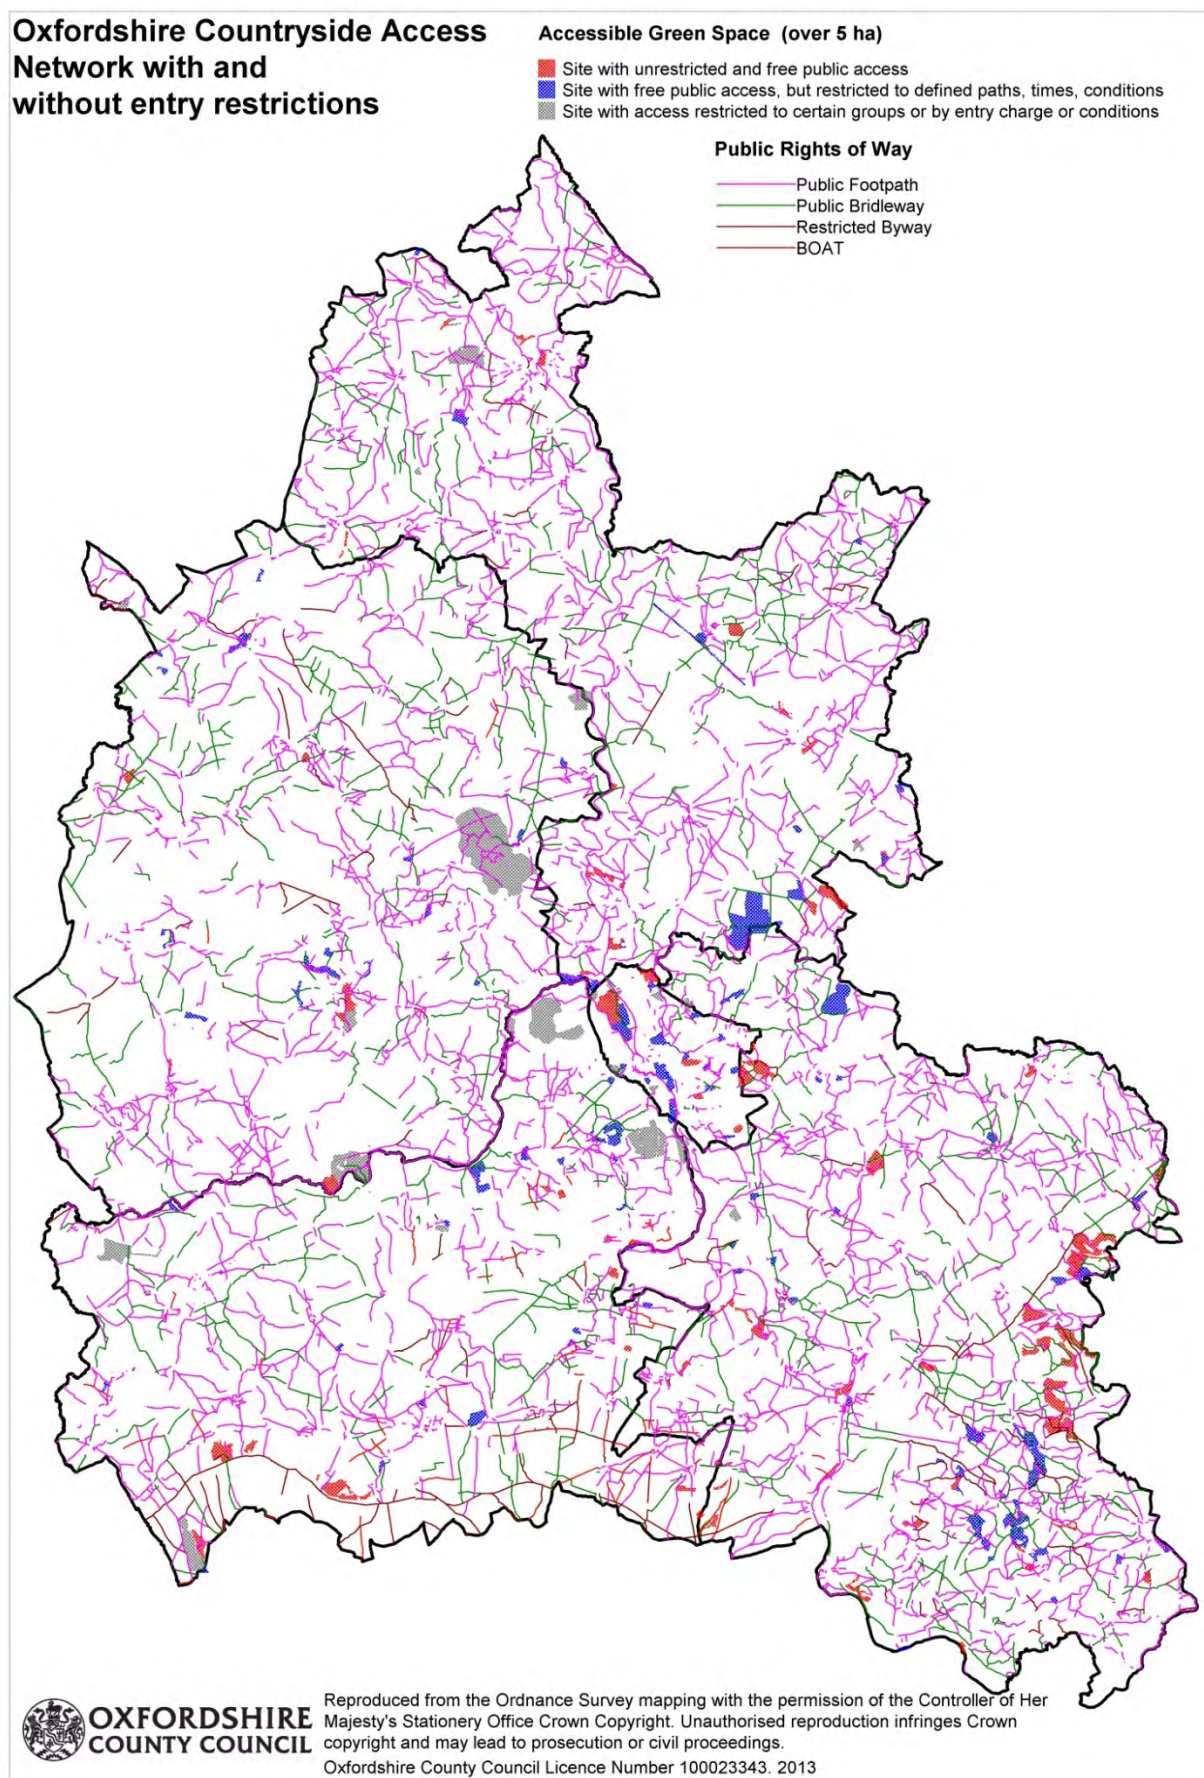 Oxfordshire Countryside Access
Network with and
without entry restrictions
Accessible Green Space (over 5 ha)
Site with unrestricted and free public access
Site with free public access, but restricted to defined paths, times, conditions
Site with access restricted to certain groups or by entry charge or conditions
Public Rights of Way
Public Footpath
Public Bridleway
Restricted Byway
BOAT
OXFORDSHIRE
COUNTY COUNCIL
Reproduced from the Ordnance Survey mapping with the permission of the Controller of Her
Majesty's Stationery Office Crown Copyright. Unauthorised reproduction infringes Crown
copyright and may lead to prosecution or civil proceedings.
Oxfordshire County Council Licence Number 100023343. 2013